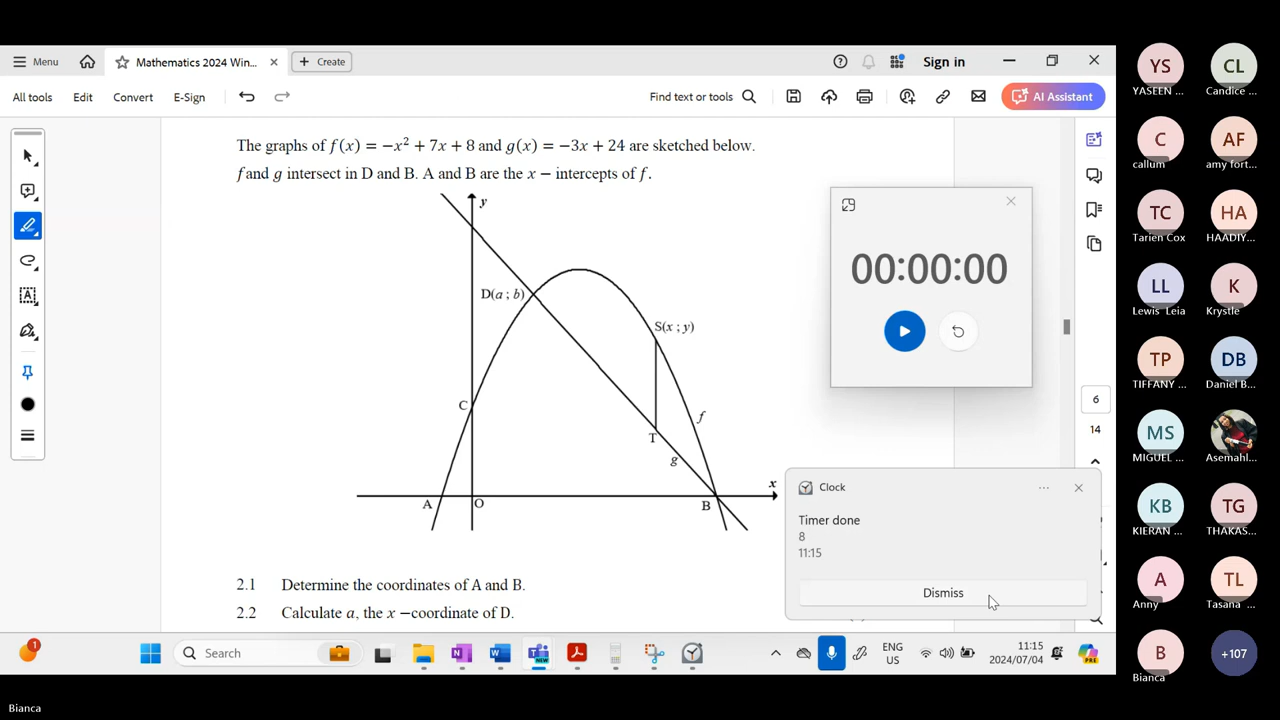 Menu
Mathematics 2024 Win...
Create
Sign in
All tools
Edit
Convert
E-Sign
Find text or tools
AI Assistant
The graphs of f(x) = −x² + 7x + 8 and g(x) = −3x + 24 are sketched below.
f and g intersect in D and B. A and B are the x − intercepts of f.
y
D(a ; b)
S(x ; y)
C
f
T
g
x
A
O
B
00:00:00
6
14
Clock
Timer done
8
11:15
Dismiss
2.1 Determine the coordinates of A and B.
2.2 Calculate a, the x −coordinate of D.
1
Search
NEW
ENG
US
11:15
2024/07/04
PRE
YS
YASEEN ...
CL
Candice ...
C
callum
AF
amy fort...
TC
Tarien Cox
HA
HAADIY...
LL
Lewis Leia
K
Krystle
TP
TIFFANY ...
DB
Daniel B...
MS
MIGUEL ...
Asemahl...
KB
KIERAN ...
TG
THAKAS...
A
Anny
TL
Tasana ...
B
Bianca
+107
Bianca